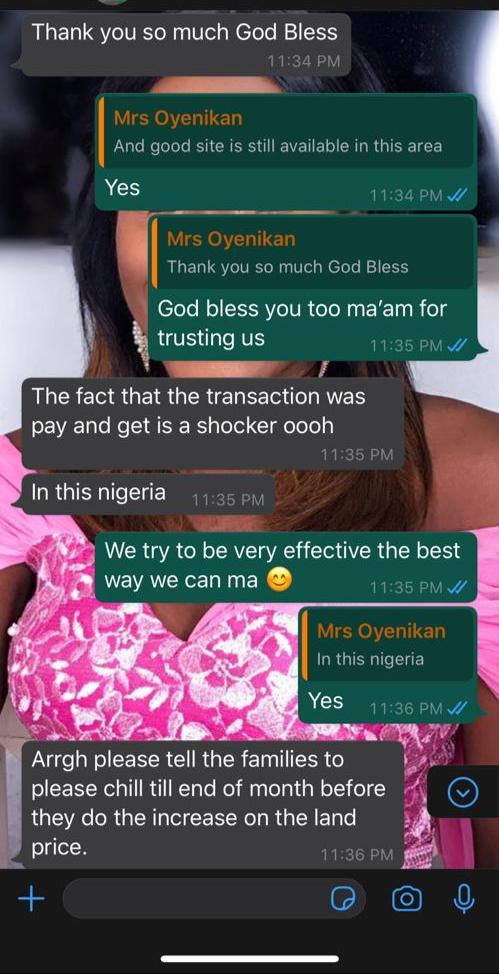 Thank you so much God Bless
11:34 PM
Mrs Oyenikan
And good site is still available in this area
Yes
11:34 PM
Mrs Oyenikan
Thank you so much God Bless
God bless you too ma’am for
trusting us
11:35 PM
The fact that the transaction was
pay and get is a shocker oooh
11:35 PM
In this nigeria 11:35 PM
We try to be very effective the best
way we can ma 😊 11:35 PM
Mrs Oyenikan
In this nigeria
Yes 11:36 PM
Arrgh please tell the families to
please chill till end of month before
they do the increase on the land
price.
11:36 PM